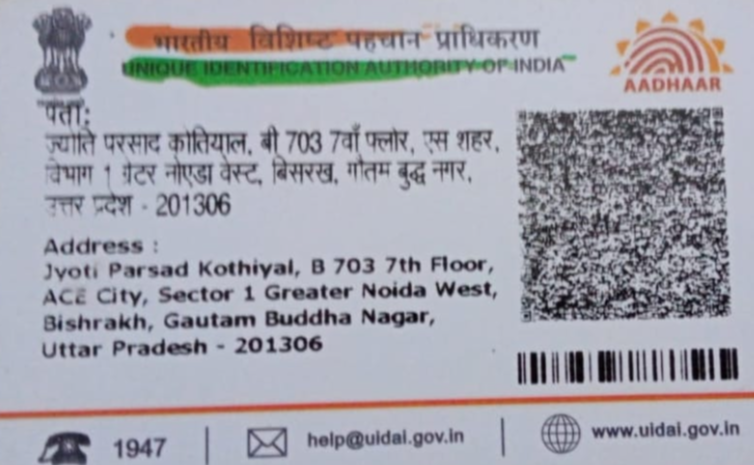 भारतीय विशिष्ट पहचान प्राधिकरण
UNIQUE IDENTIFICATION AUTHORITY OF INDIA
AADHAAR
पता:
ज्योति परसाद कोतियाल, बी 703 7वाँ फ्लोर, एस शहर,
विभाग 1 ग्रेटर नोएडा वेस्ट, बिसरख, गौतम बुद्ध नगर,
उत्तर प्रदेश - 201306
Address :
Jyoti Parsad Kothiyal, B 703 7th Floor,
ACE City, Sector 1 Greater Noida West,
Bishrakh, Gautam Buddha Nagar,
Uttar Pradesh - 201306
1947
help@uidai.gov.in
www.uidai.gov.in